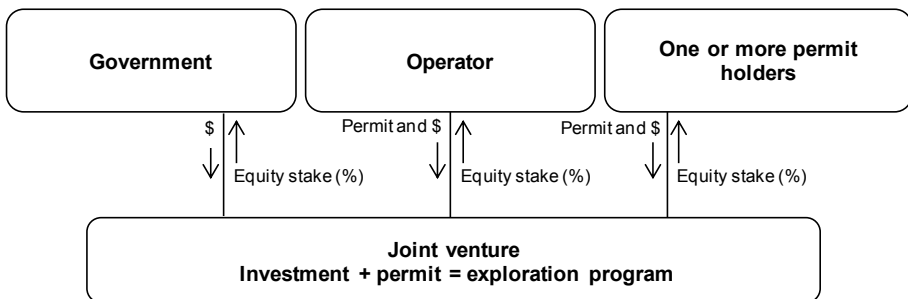 Government
Operator
One or more permit
holders
$
Equity stake (%)
Permit and $
Equity stake (%)
Permit and $
Equity stake (%)
Joint venture
Investment + permit = exploration program